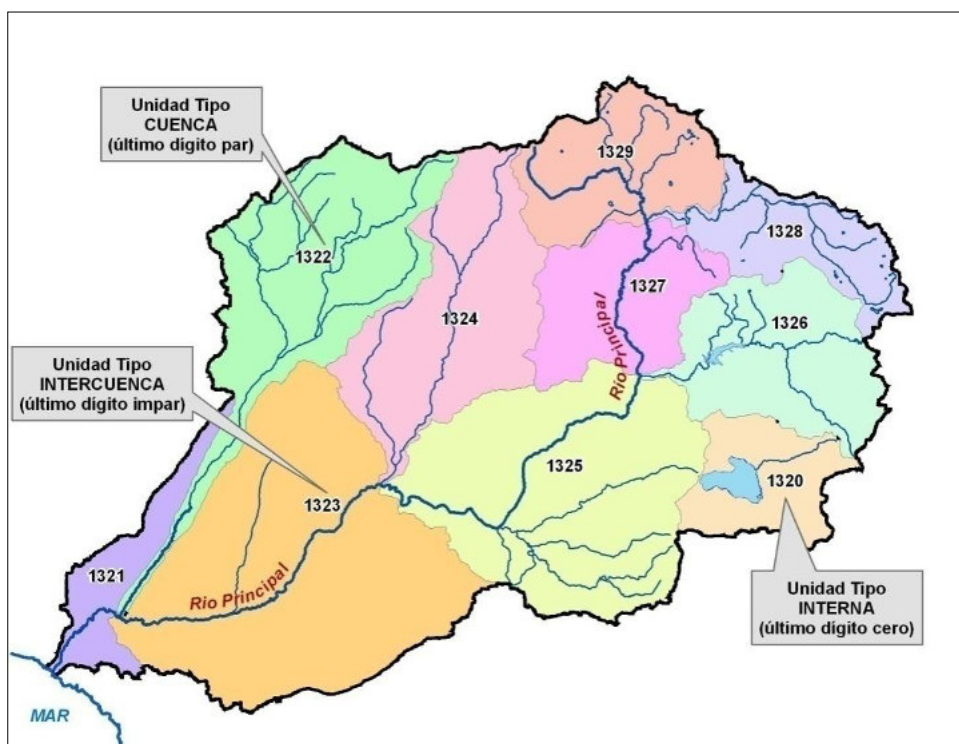 Unidad Tipo
CUENCA
(último dígito par)
1329
1328
1322
1327
1324
1326
Río Principal
Unidad Tipo
INTERCUENCA
(último dígito impar)
1325
1320
1323
1321
Río Principal
Unidad Tipo
INTERNA
(último dígito cero)
MAR